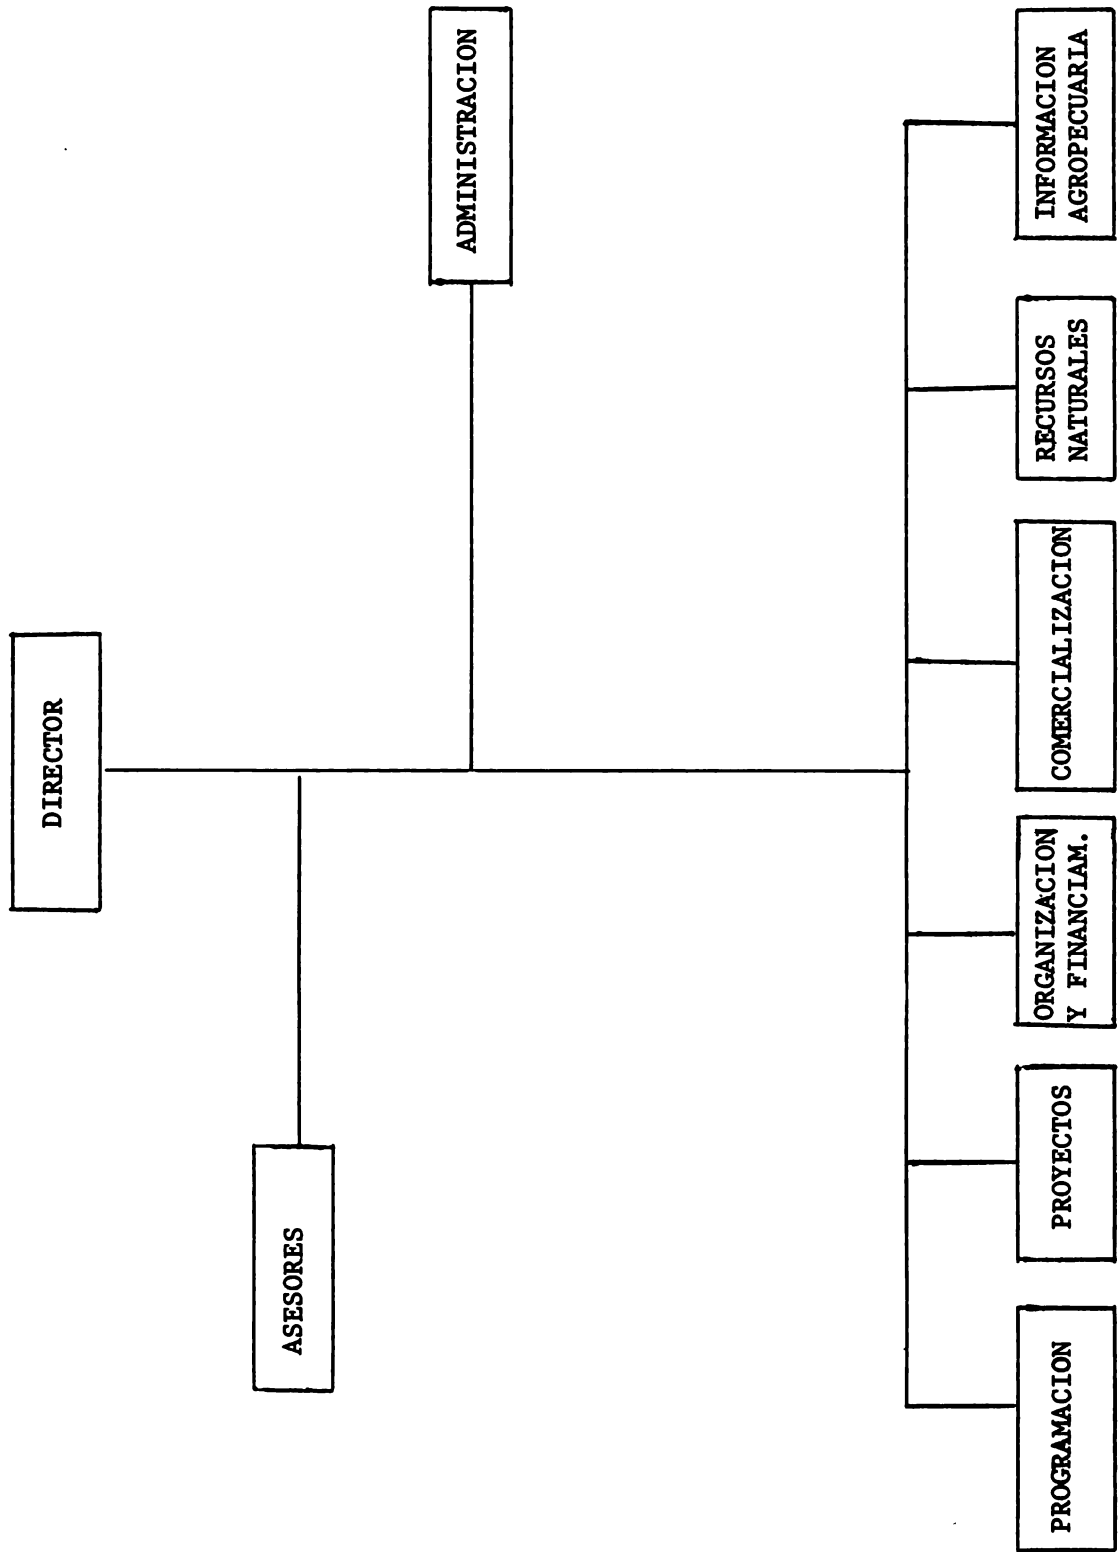 DIRECTOR
ASESORES
ADMINISTRACION
PROGRAMACION
PROYECTOS
ORGANIZACION
Y FINANCIAM.
COMERCIALIZACION
RECURSOS
NATURALES
INFORMACION
AGROPECUARIA